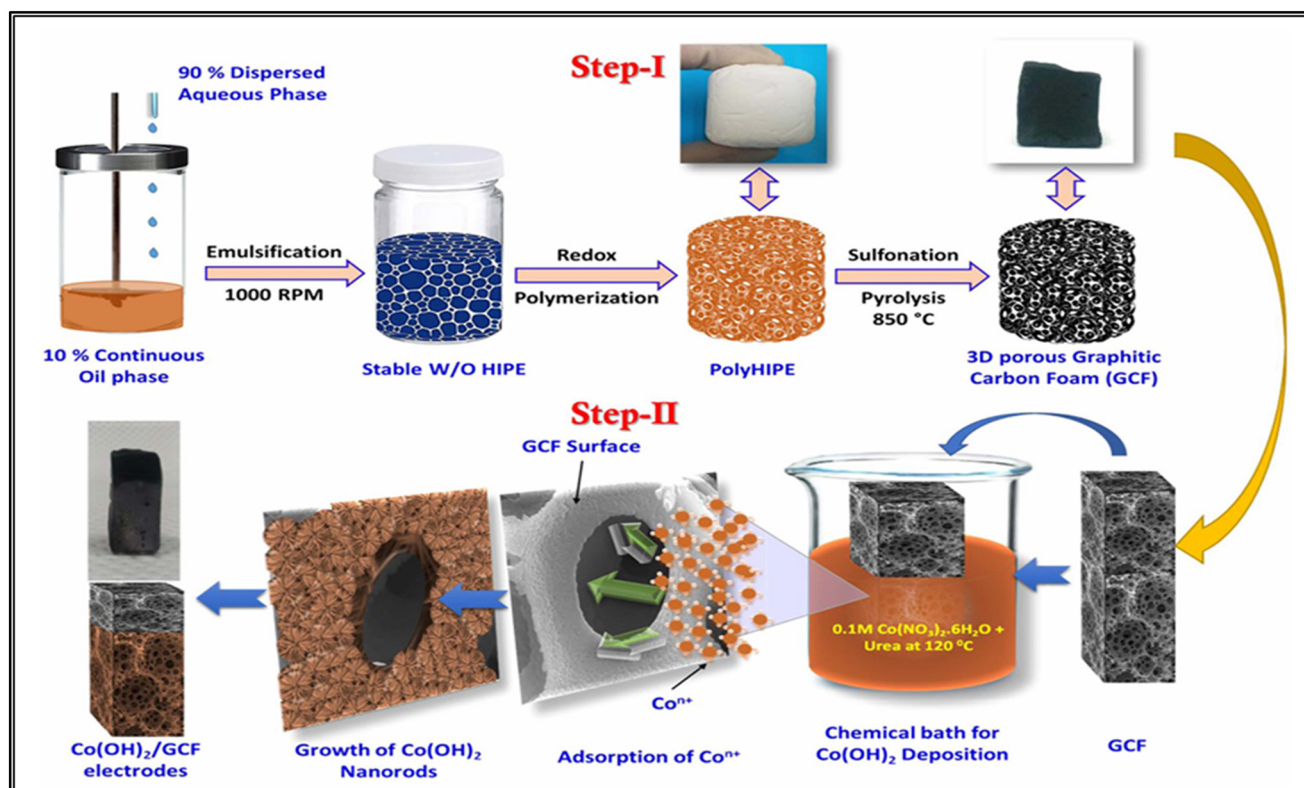 Step-I
90 % Dispersed
Aqueous Phase
Emulsification
1000 RPM
Redox
Polymerization
Sulfonation
Pyrolysis
850 °C
10 % Continuous
Oil phase
Stable W/O HIPE
PolyHIPE
3D porous Graphitic
Carbon Foam (GCF)
Step-II
GCF Surface
0.1M Co(NO₃)₂.6H₂O +
Urea at 120 °C
Coⁿ⁺
Co(OH)₂/GCF
electrodes
Growth of Co(OH)₂
Nanorods
Adsorption of Coⁿ⁺
Chemical bath for
Co(OH)₂ Deposition
GCF